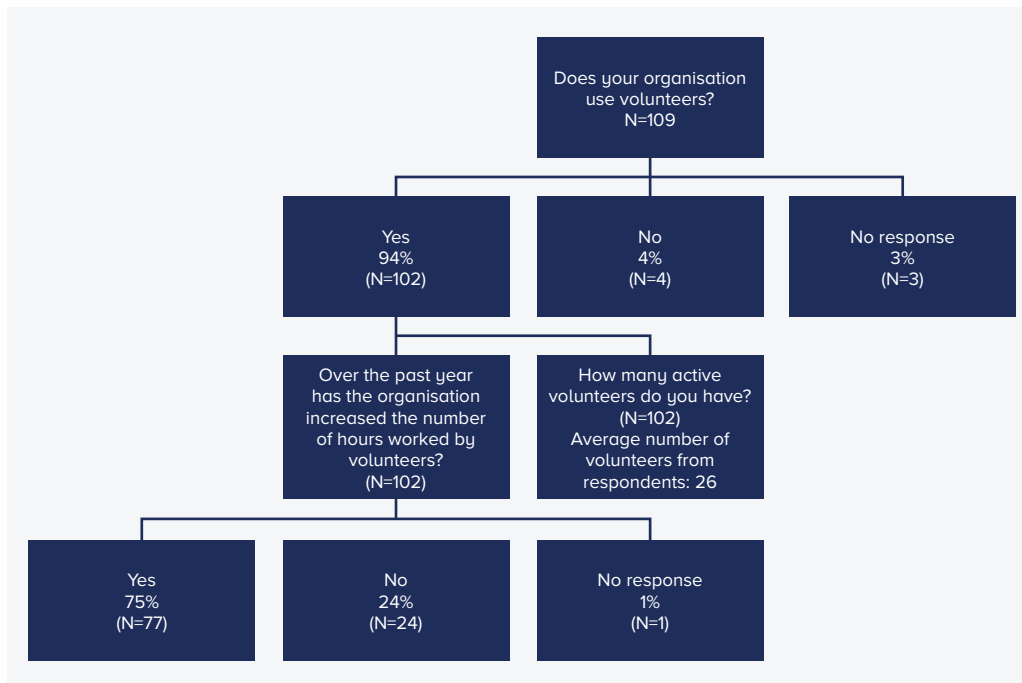 Does your organisation
use volunteers?
N=109
Yes
94%
(N=102)
No
4%
(N=4)
No response
3%
(N=3)
Over the past year
has the organisation
increased the number
of hours worked by
volunteers?
(N=102)
How many active
volunteers do you have?
(N=102)
Average number of
volunteers from
respondents: 26
Yes
75%
(N=77)
No
24%
(N=24)
No response
1%
(N=1)